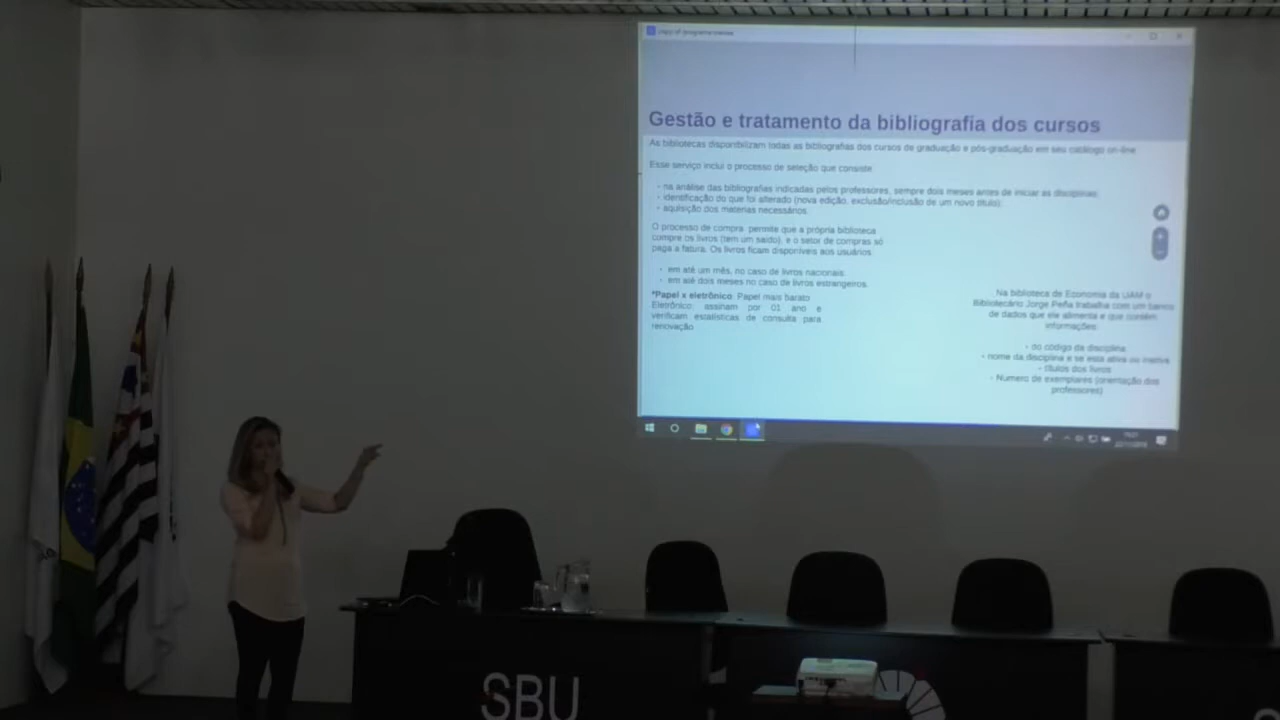 Gestão e tratamento da bibliografia dos cursos
As bibliotecas disponibilizam todas as bibliografias dos cursos de graduação e pós-graduação em seu catálogo on-line.
Esse serviço inclui o processo de seleção que consiste:
- na análise das bibliografias indicadas pelos professores, sempre dois meses antes de iniciar as disciplinas;
- identificação do que foi alterado (nova edição, exclusão/inclusão de um novo título);
- aquisição dos materias necessários.
O processo de compra permite que a própria biblioteca
compre os livros (tem um saldo), e o setor de compras só
paga a fatura. Os livros ficam disponíveis aos usuários:
- em até um mês, no caso de livros nacionais;
- em até dois meses no caso de livros estrangeiros.
*Papel x eletrônico: Papel mais barato
Eletrônico: assinam por 01 ano e
verificam estatísticas de consulta para
renovação
Na biblioteca de Economia da UAM o
Bibliotecário Jorge Peña trabalha com um banco
de dados que ele alimenta e que contém
informações:
- do código da disciplina
- nome da disciplina e se está ativa ou inativa
- títulos dos livros
- Numero de exemplares (orientação dos
professores)
SBU